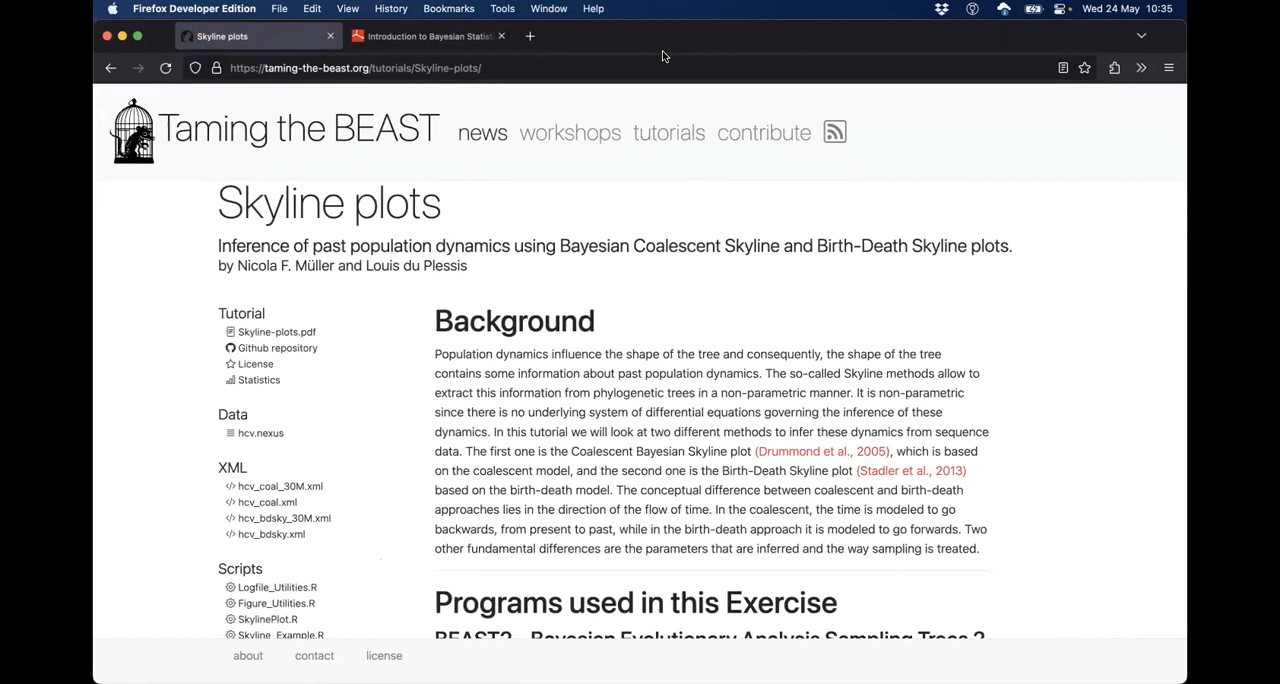 Firefox Developer Edition File Edit View History Bookmarks Tools Window Help Wed 24 May 10:35
Skyline plots Introduction to Bayesian Statist
https://taming-the-beast.org/tutorials/Skyline-plots/
Taming the BEAST news workshops tutorials contribute
Skyline plots
Inference of past population dynamics using Bayesian Coalescent Skyline and Birth-Death Skyline plots.
by Nicola F. Müller and Louis du Plessis
Tutorial
Skyline-plots.pdf
Github repository
License
Statistics
Data
hcv.nexus
XML
hcv_coal_30M.xml
hcv_coal.xml
hcv_bdsky_30M.xml
hcv_bdsky.xml
Scripts
Logfile_Utilities.R
Figure_Utilities.R
SkylinePlot.R
Skyline_Example.R
Background
Population dynamics influence the shape of the tree and consequently, the shape of the tree
contains some information about past population dynamics. The so-called Skyline methods allow to
extract this information from phylogenetic trees in a non-parametric manner. It is non-parametric
since there is no underlying system of differential equations governing the inference of these
dynamics. In this tutorial we will look at two different methods to infer these dynamics from sequence
data. The first one is the Coalescent Bayesian Skyline plot (Drummond et al., 2005), which is based
on the coalescent model, and the second one is the Birth-Death Skyline plot (Stadler et al., 2013)
based on the birth-death model. The conceptual difference between coalescent and birth-death
approaches lies in the direction of the flow of time. In the coalescent, the time is modeled to go
backwards, from present to past, while in the birth-death approach it is modeled to go forwards. Two
other fundamental differences are the parameters that are inferred and the way sampling is treated.
Programs used in this Exercise
BEAST2 - Bayesian Evolutionary Analysis Sampling Trees 2
about contact license